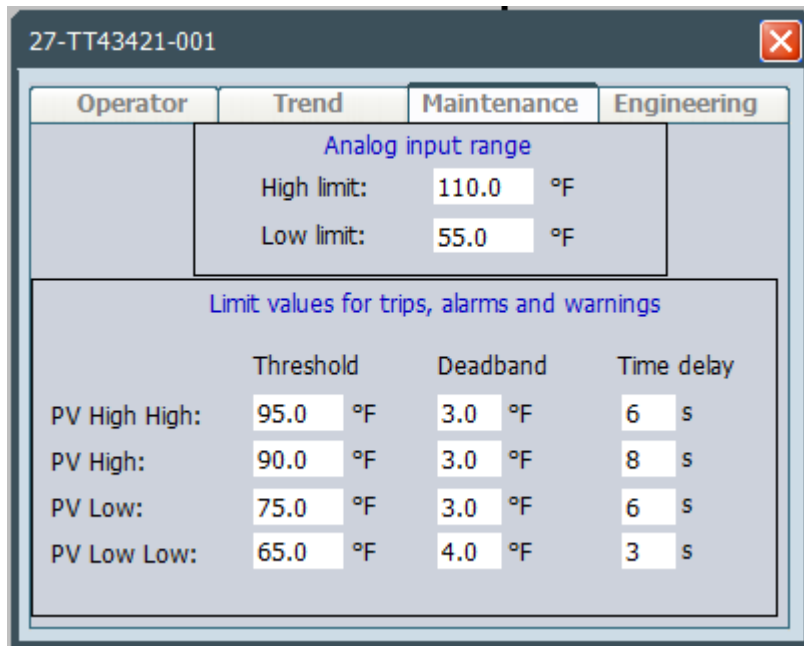 27-TT43421-001
Operator Trend Maintenance Engineering
Analog input range
High limit: 110.0 °F
Low limit: 55.0 °F
Limit values for trips, alarms and warnings
Threshold Deadband Time delay
PV High High: 95.0 °F 3.0 °F 6 s
PV High: 90.0 °F 3.0 °F 8 s
PV Low: 75.0 °F 3.0 °F 6 s
PV Low Low: 65.0 °F 4.0 °F 3 s